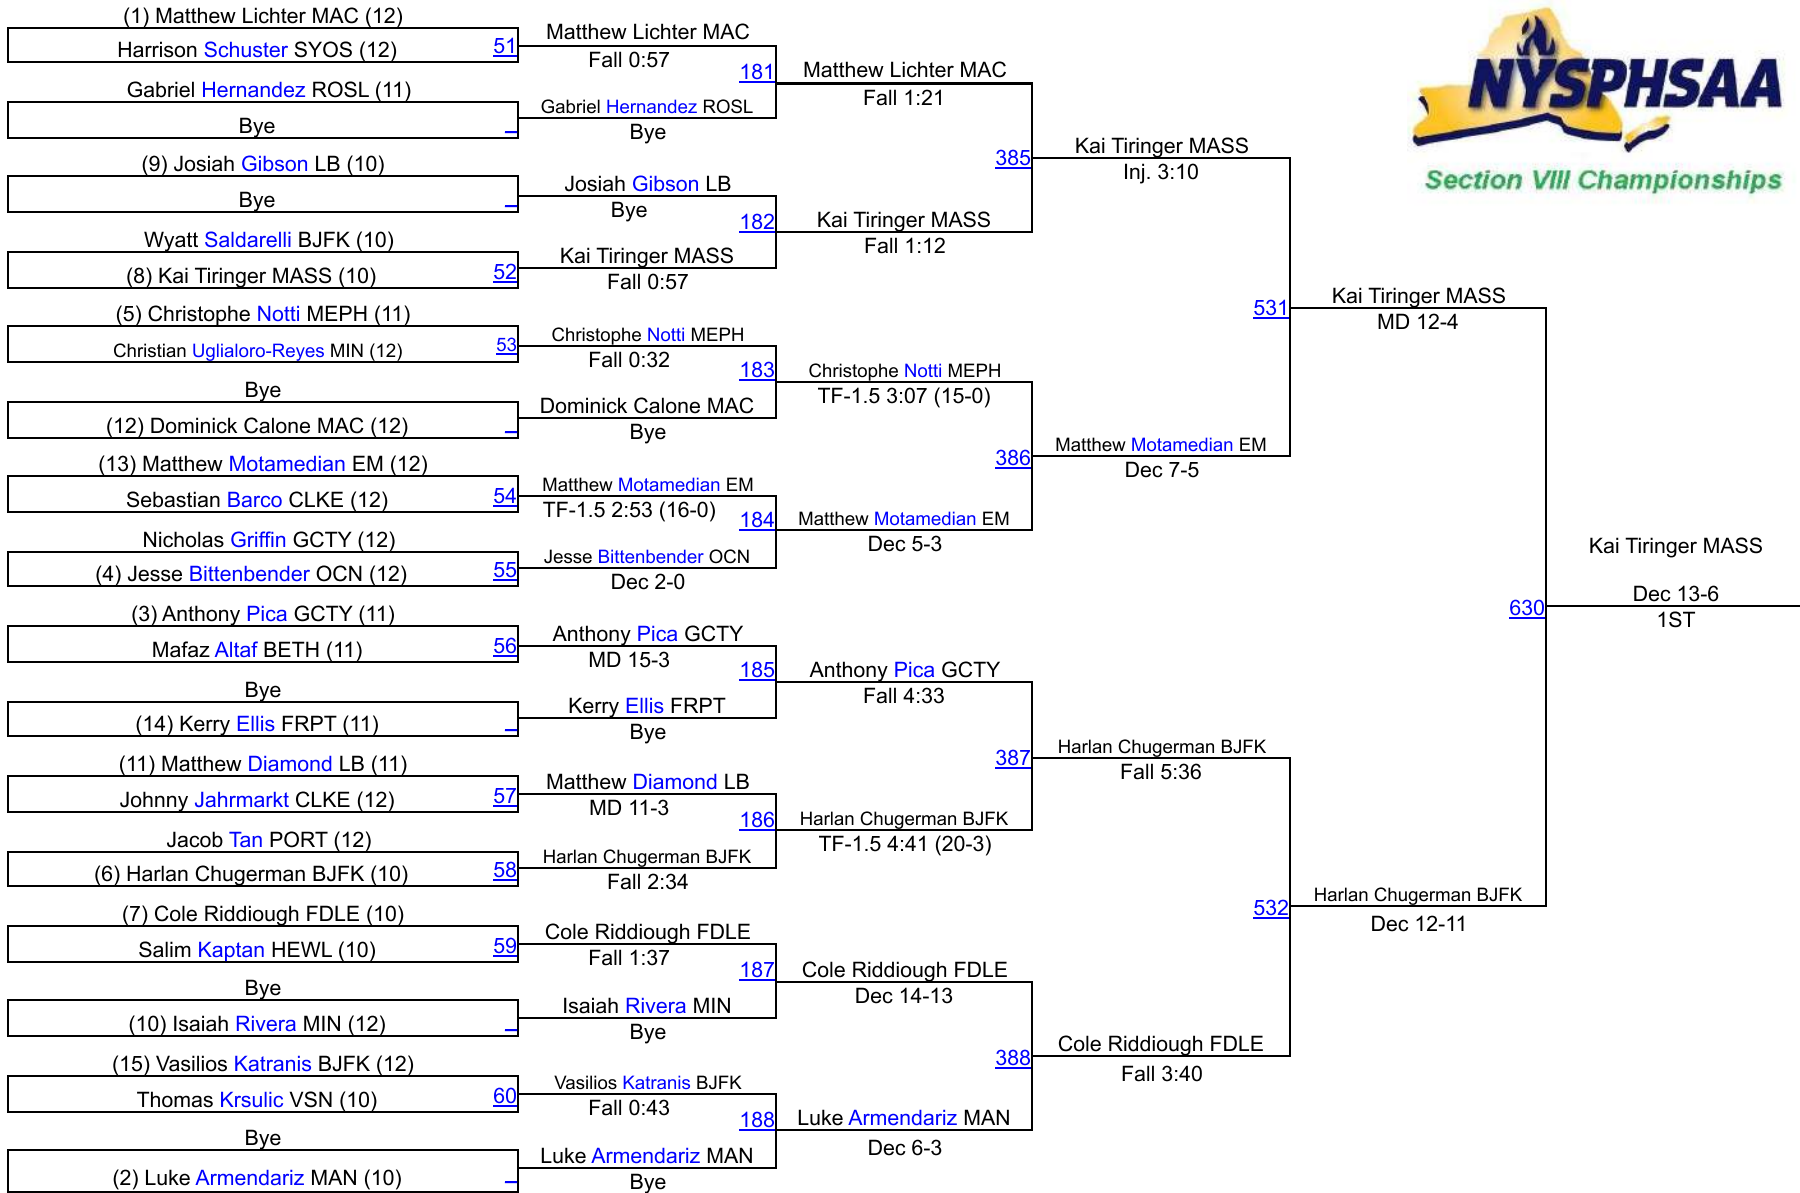 (1) Matthew Lichter MAC (12)
Harrison Schuster SYOS (12)
51
Gabriel Hernandez ROSL (11)
Bye
(9) Josiah Gibson LB (10)
Bye
Wyatt Saldarelli BJFK (10)
(8) Kai Tiringer MASS (10)
52
(5) Christophe Notti MEPH (11)
Christian Uglialoro-Reyes MIN (12)
53
Bye
(12) Dominick Calone MAC (12)
(13) Matthew Motamedian EM (12)
Sebastian Barco CLKE (12)
54
Nicholas Griffin GCTY (12)
(4) Jesse Bittenbender OCN (12)
55
(3) Anthony Pica GCTY (11)
Mafaz Altaf BETH (11)
56
Bye
(14) Kerry Ellis FRPT (11)
(11) Matthew Diamond LB (11)
Johnny Jahrmarkt CLKE (12)
57
Jacob Tan PORT (12)
(6) Harlan Chugerman BJFK (10)
58
(7) Cole Riddiough FDLE (10)
Salim Kaptan HEWL (10)
59
Bye
(10) Isaiah Rivera MIN (12)
(15) Vasilios Katranis BJFK (12)
Thomas Krsulic VSN (10)
60
Bye
(2) Luke Armendariz MAN (10)
Matthew Lichter MAC
Fall 0:57
181
Gabriel Hernandez ROSL
Bye
Josiah Gibson LB
Bye
182
Kai Tiringer MASS
Fall 0:57
Christophe Notti MEPH
Fall 0:32
183
Dominick Calone MAC
Bye
Matthew Motamedian EM
TF-1.5 2:53 (16-0)
184
Jesse Bittenbender OCN
Dec 2-0
Anthony Pica GCTY
MD 15-3
185
Kerry Ellis FRPT
Bye
Matthew Diamond LB
MD 11-3
186
Harlan Chugerman BJFK
Fall 2:34
Cole Riddiough FDLE
Fall 1:37
187
Isaiah Rivera MIN
Bye
Vasilios Katranis BJFK
Fall 0:43
188
Luke Armendariz MAN
Bye
Matthew Lichter MAC
Fall 1:21
385
Kai Tiringer MASS
Fall 1:12
Christophe Notti MEPH
TF-1.5 3:07 (15-0)
386
Matthew Motamedian EM
Dec 5-3
Anthony Pica GCTY
Fall 4:33
387
Harlan Chugerman BJFK
TF-1.5 4:41 (20-3)
Cole Riddiough FDLE
Dec 14-13
388
Luke Armendariz MAN
Dec 6-3
Kai Tiringer MASS
Inj. 3:10
531
Matthew Motamedian EM
Dec 7-5
Harlan Chugerman BJFK
Fall 5:36
532
Cole Riddiough FDLE
Fall 3:40
Kai Tiringer MASS
MD 12-4
630
Harlan Chugerman BJFK
Dec 12-11
Kai Tiringer MASS
Dec 13-6
1ST
NYSPHSAA
Section VIII Championships